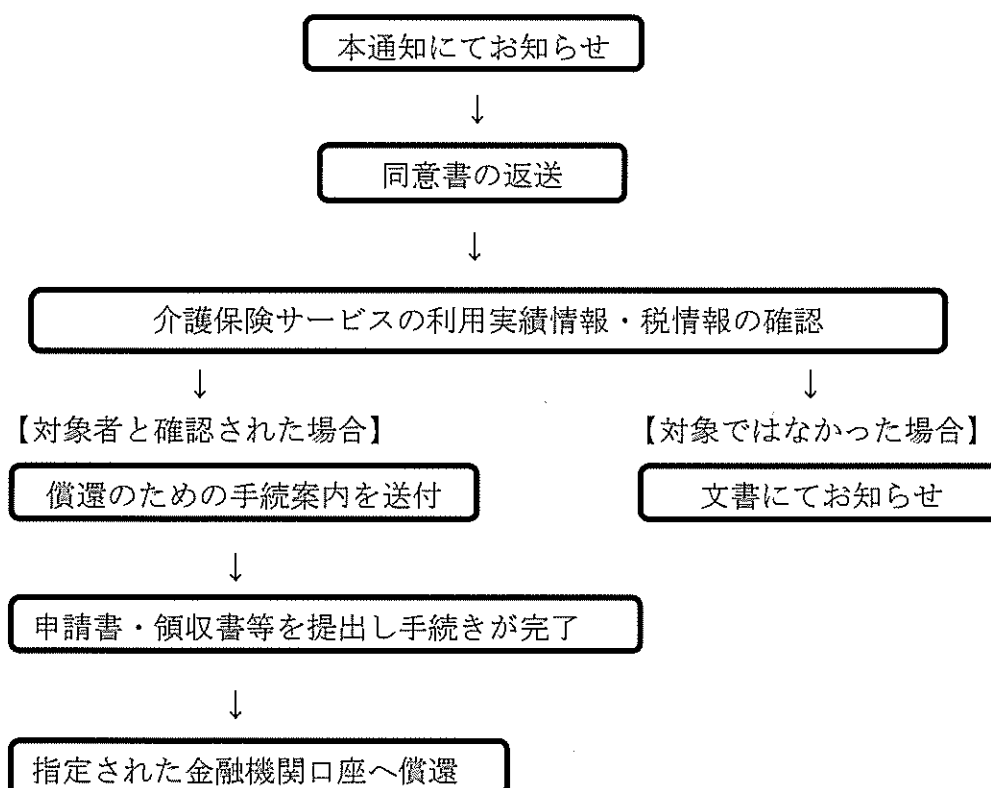 本通知にてお知らせ
↓
同意書の返送
↓
介護保険サービスの利用実績情報・税情報の確認
↓ ↓
【対象者と確認された場合】 【対象ではなかった場合】
償還のための手続案内を送付 文書にてお知らせ
↓
申請書・領収書等を提出し手続きが完了
↓
指定された金融機関口座へ償還